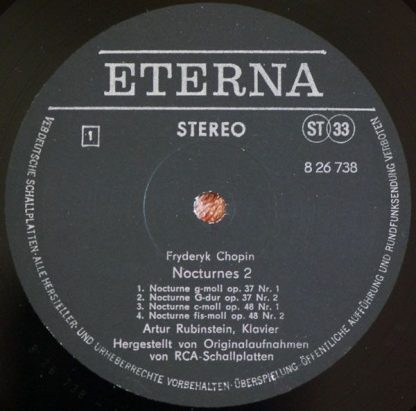 ETERNA
1
STEREO
ST 33
8 26 738
Fryderyk Chopin
Nocturnes 2
1. Nocturne g-moll op. 37 Nr. 1
2. Nocturne G-dur op. 37 Nr. 2
3. Nocturne c-moll op. 48 Nr. 1
4. Nocturne fis-moll op. 48 Nr. 2
Artur Rubinstein, Klavier
Hergestellt von Originalaufnahmen
von RCA-Schallplatten
VEB DEUTSCHE SCHALLPLATTEN · ALLE HERSTELLER- UND URHEBERRECHTE VORBEHALTEN · ÜBERSPIELUNG · ÖFFENTLICHE AUFFÜHRUNG UND RUNDFUNKSENDUNG VERBOTEN